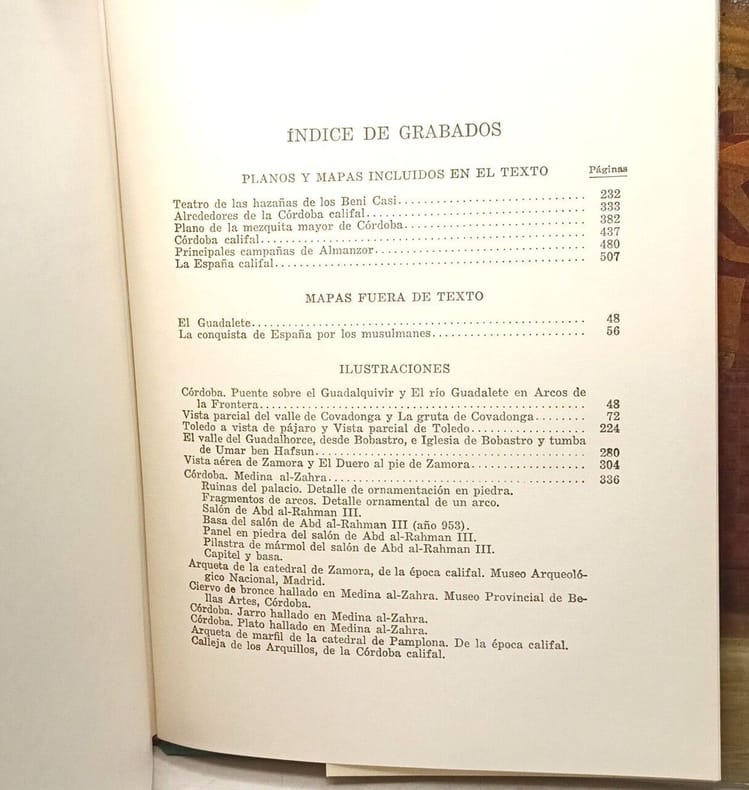 ÍNDICE DE GRABADOS
PLANOS Y MAPAS INCLUIDOS EN EL TEXTO Páginas
Teatro de las hazañas de los Beni Casi.............................. 232
Alrededores de la Córdoba califal.................................... 333
Plano de la mezquita mayor de Córdoba............................ 382
Córdoba califal.................................................... 437
Principales campañas de Almanzor.................................. 480
La España califal.................................................. 507
MAPAS FUERA DE TEXTO
El Guadalete...................................................... 48
La conquista de España por los musulmanes........................ 56
ILUSTRACIONES
Córdoba. Puente sobre el Guadalquivir y El río Guadalete en Arcos de
la Frontera...................................................... 48
Vista parcial del valle de Covadonga y La gruta de Covadonga........ 72
Toledo a vista de pájaro y Vista parcial de Toledo.................. 224
El valle del Guadalhorce, desde Bobastro, e Iglesia de Bobastro y tumba
de Umar ben Hafsun.............................................. 280
Vista aérea de Zamora y El Duero al pie de Zamora.................. 304
Córdoba. Medina al-Zahra.......................................... 336
Ruinas del palacio. Detalle de ornamentación en piedra.
Fragmentos de arcos. Detalle ornamental de un arco.
Salón de Abd al-Rahman III.
Basa del salón de Abd al-Rahman III (año 953).
Panel en piedra del salón de Abd al-Rahman III.
Pilastra de mármol del salón de Abd al-Rahman III.
Capitel y basa.
Arqueta de la catedral de Zamora, de la época califal. Museo Arqueoló-
gico Nacional, Madrid.
Ciervo de bronce hallado en Medina al-Zahra. Museo Provincial de Be-
llas Artes, Córdoba.
Córdoba. Jarro hallado en Medina al-Zahra.
Córdoba. Plato hallado en Medina al-Zahra.
Arqueta de marfil de la catedral de Pamplona. De la época califal.
Calleja de los Arquillos, de la Córdoba califal.